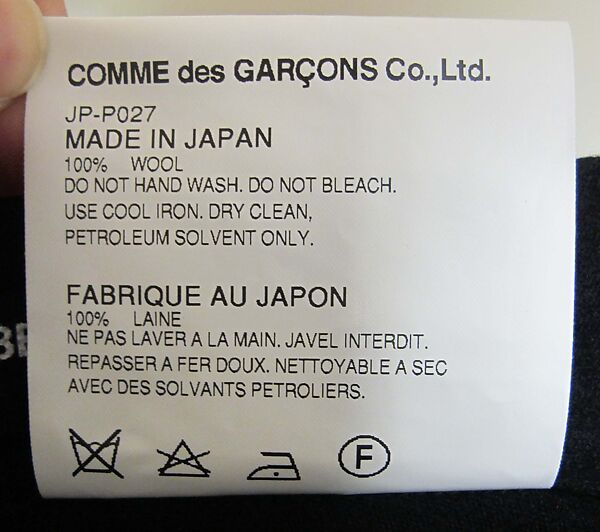 COMME des GARÇONS Co.,Ltd.
JP-P027
MADE IN JAPAN
100% WOOL
DO NOT HAND WASH. DO NOT BLEACH.
USE COOL IRON. DRY CLEAN,
PETROLEUM SOLVENT ONLY.
FABRIQUE AU JAPON
100% LAINE
NE PAS LAVER A LA MAIN. JAVEL INTERDIT.
REPASSER A FER DOUX. NETTOYABLE A SEC
AVEC DES SOLVANTS PETROLIERS.
F